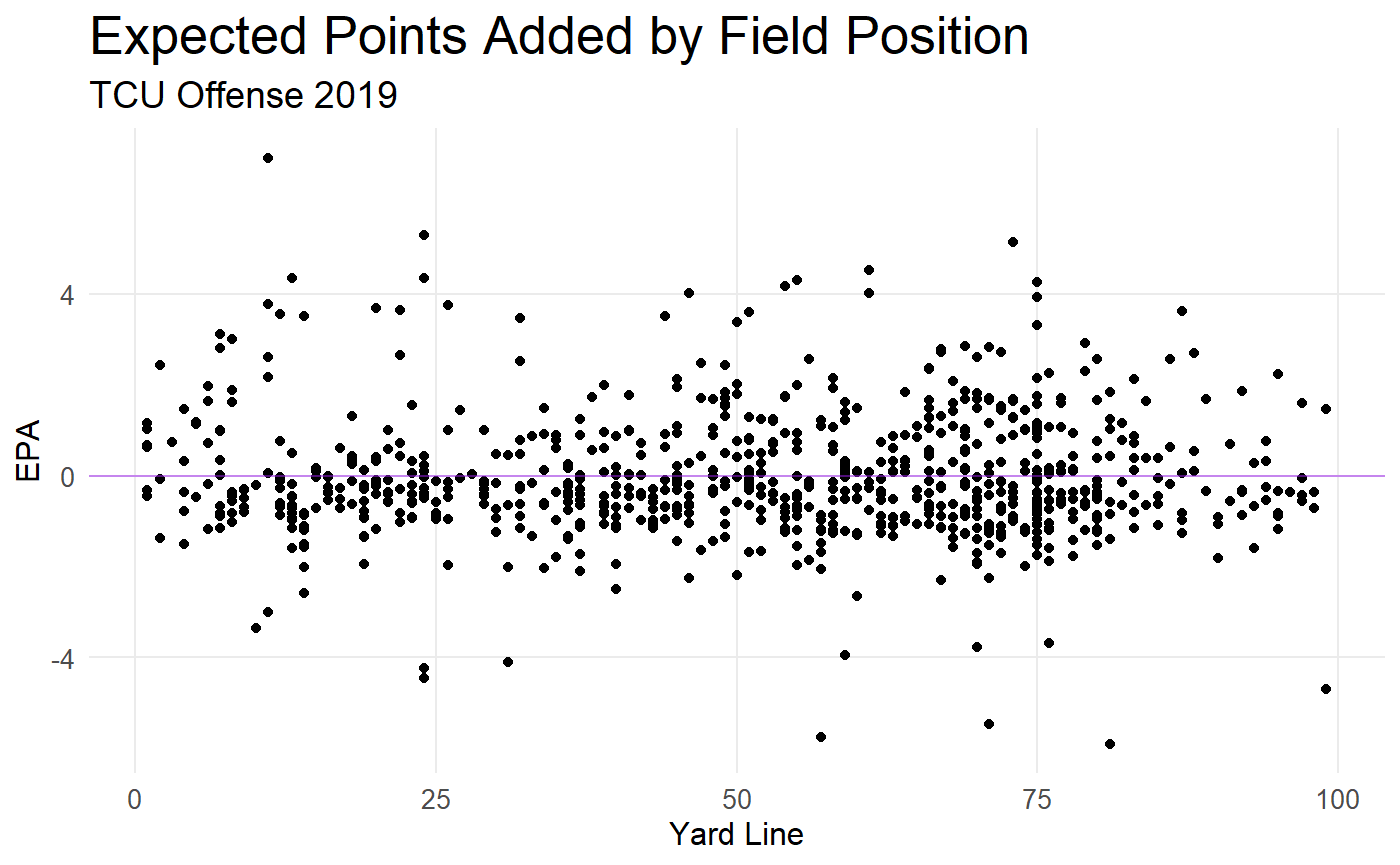 Expected Points Added by Field Position
TCU Offense 2019
4
0
-4
EPA
0 25 50 75 100
Yard Line